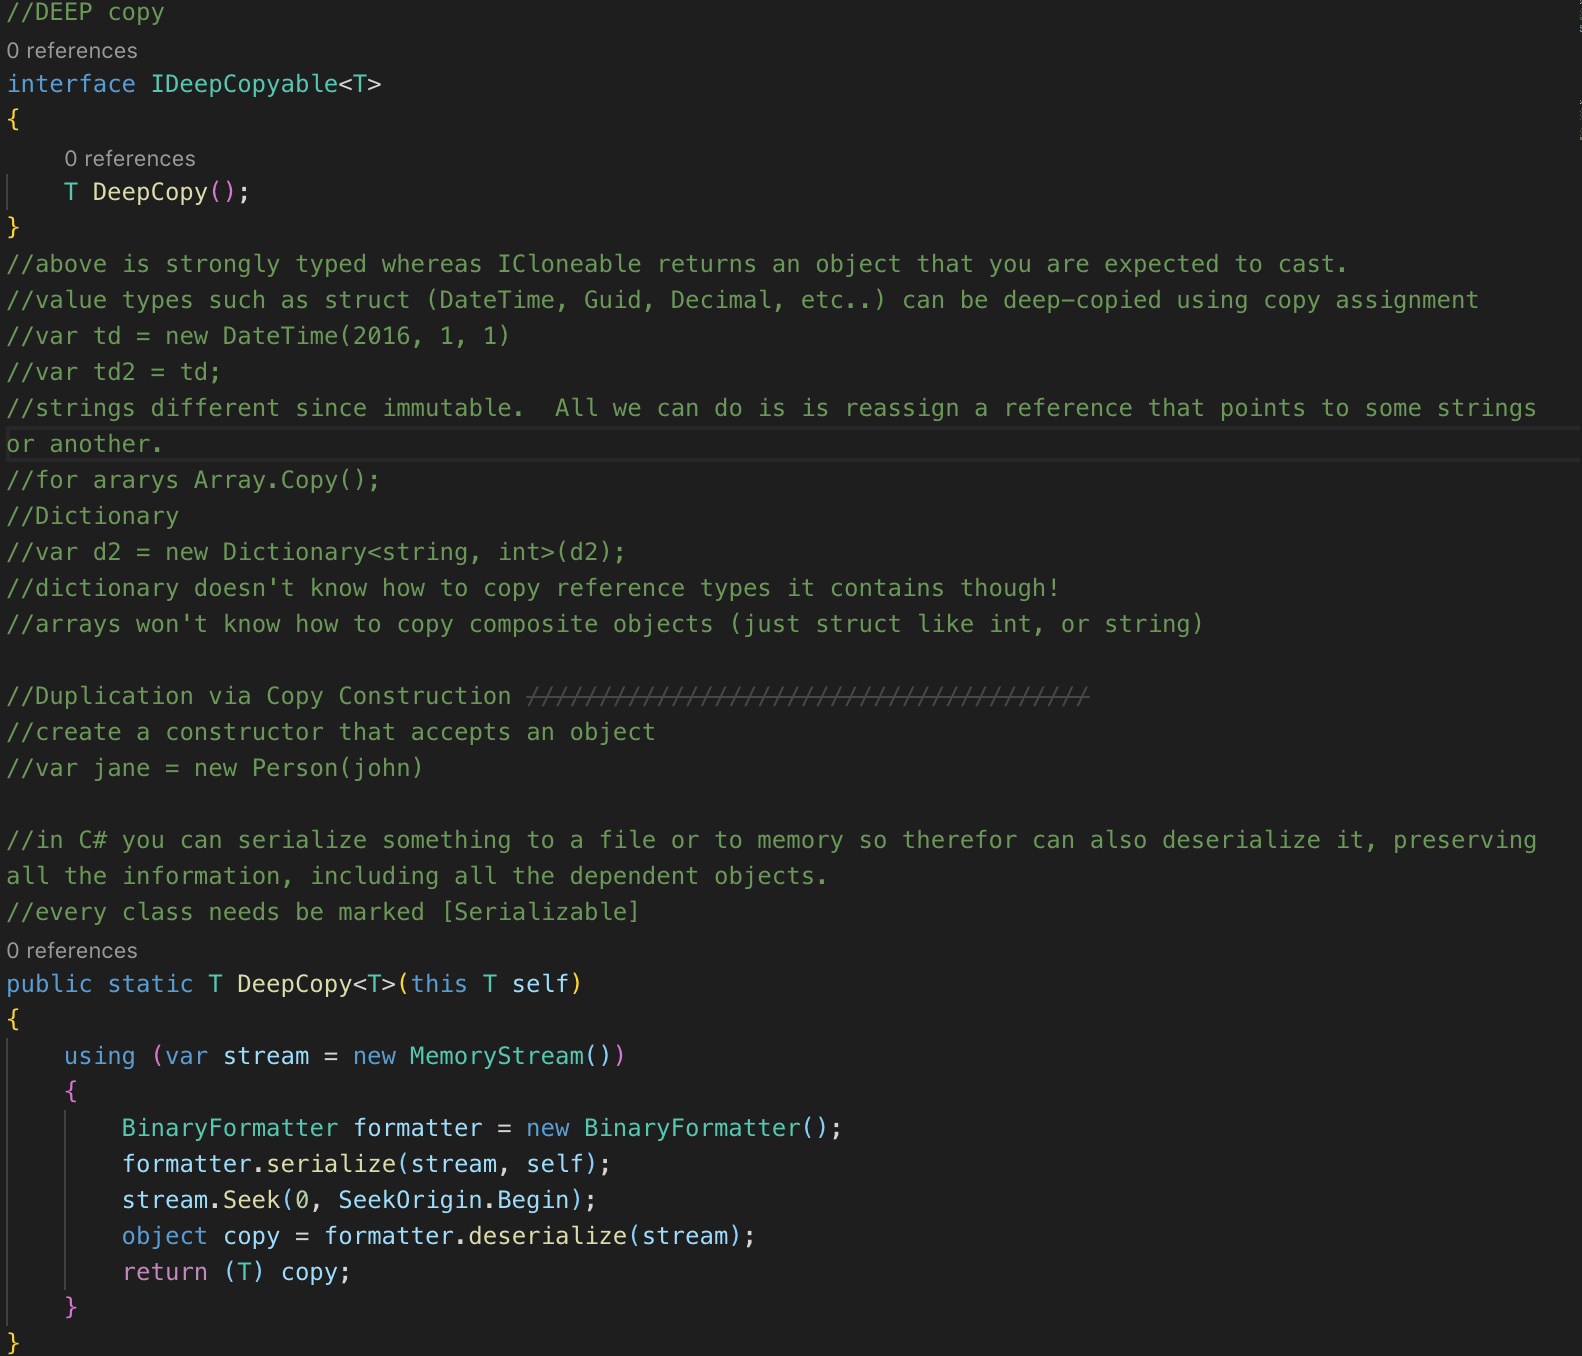 //DEEP copy
0 references
interface IDeepCopyable<T>
{
0 references
T DeepCopy();
}
//above is strongly typed whereas ICloneable returns an object that you are expected to cast.
//value types such as struct (DateTime, Guid, Decimal, etc..) can be deep-copied using copy assignment
//var td = new DateTime(2016, 1, 1)
//var td2 = td;
//strings different since immutable.  All we can do is is reassign a reference that points to some strings
or another.
//for ararys Array.Copy();
//Dictionary
//var d2 = new Dictionary<string, int>(d2);
//dictionary doesn't know how to copy reference types it contains though!
//arrays won't know how to copy composite objects (just struct like int, or string)
//Duplication via Copy Construction ///////////////////////////////////////
//create a constructor that accepts an object
//var jane = new Person(john)
//in C# you can serialize something to a file or to memory so therefor can also deserialize it, preserving
all the information, including all the dependent objects.
//every class needs be marked [Serializable]
0 references
public static T DeepCopy<T>(this T self)
{
using (var stream = new MemoryStream())
{
BinaryFormatter formatter = new BinaryFormatter();
formatter.serialize(stream, self);
stream.Seek(0, SeekOrigin.Begin);
object copy = formatter.deserialize(stream);
return (T) copy;
}
}